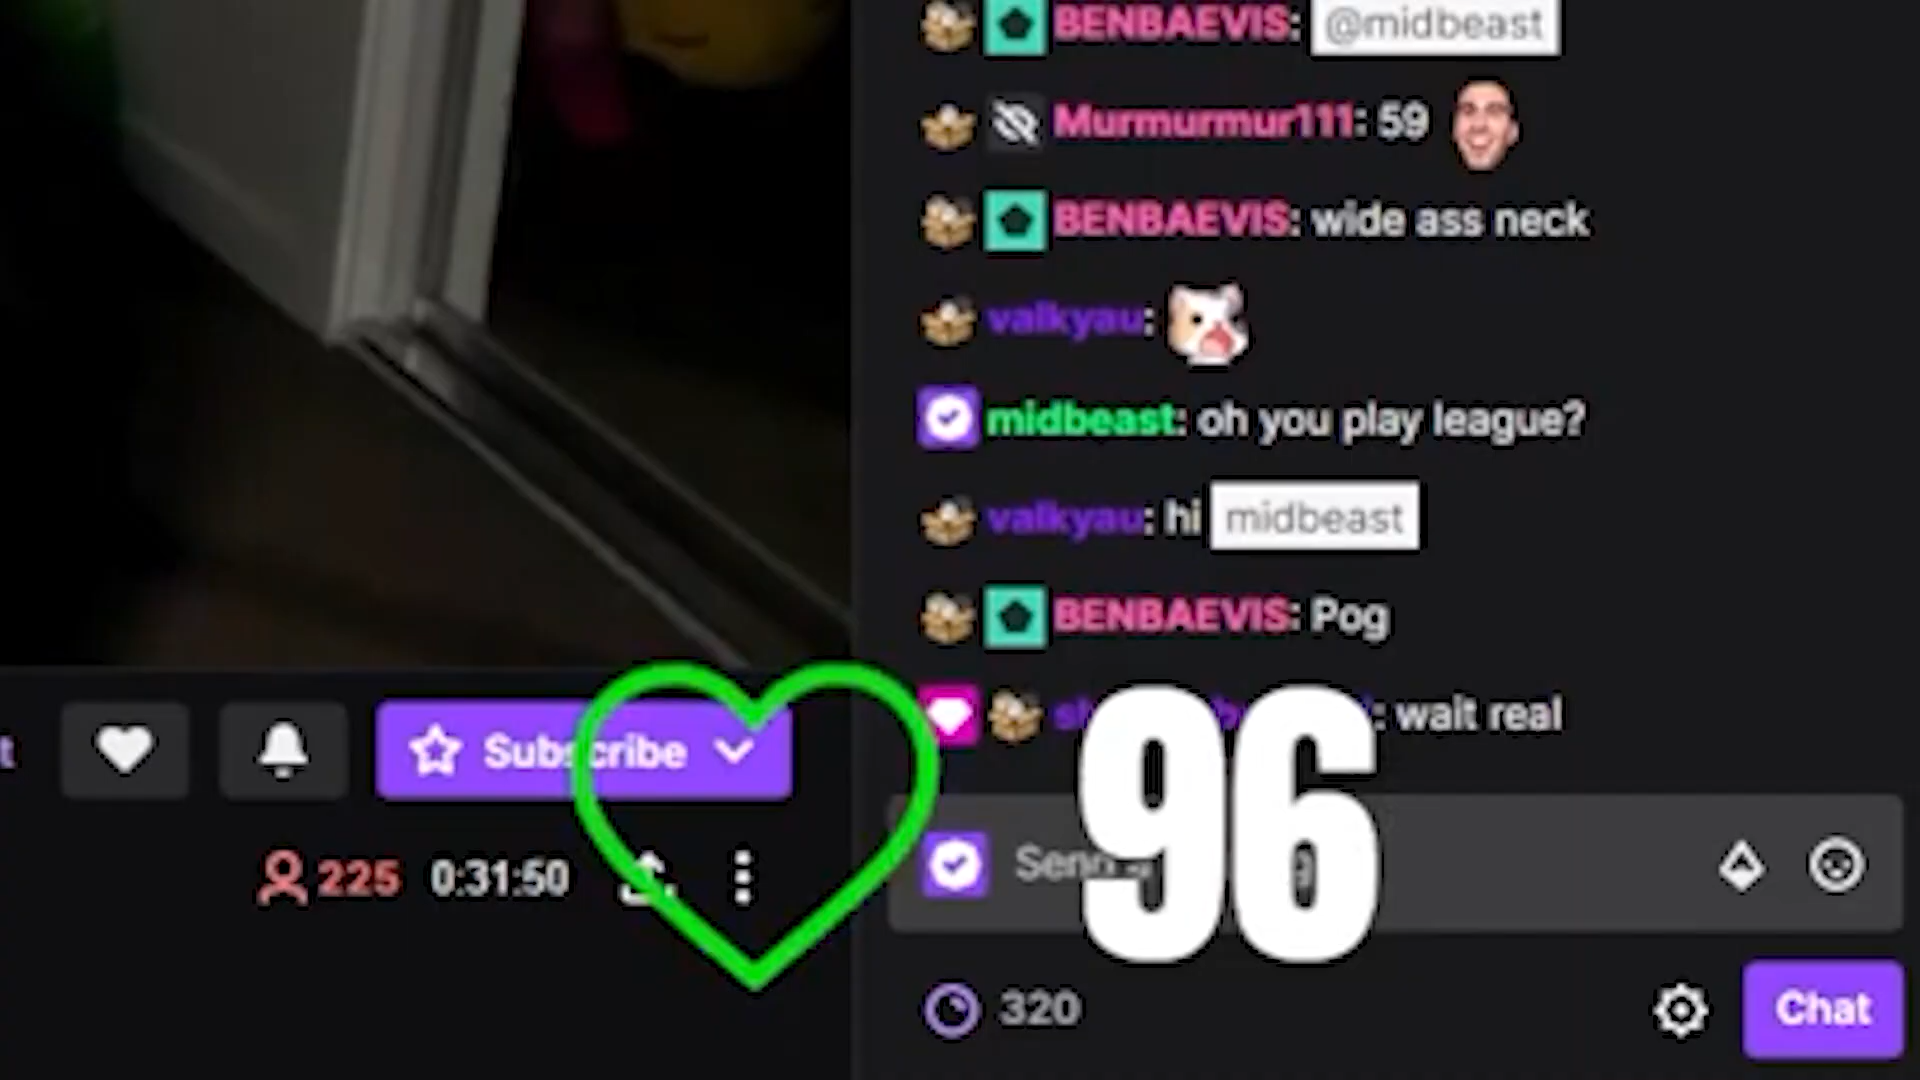 BENBAEVIS: @midbeast
Murmurmur111: 59
BENBAEVIS: wide ass neck
valkyau:
midbeast: oh you play league?
valkyau: hi midbeast
BENBAEVIS: Pog
: wait real
Subscribe
225 0:31:50
96
320
Chat